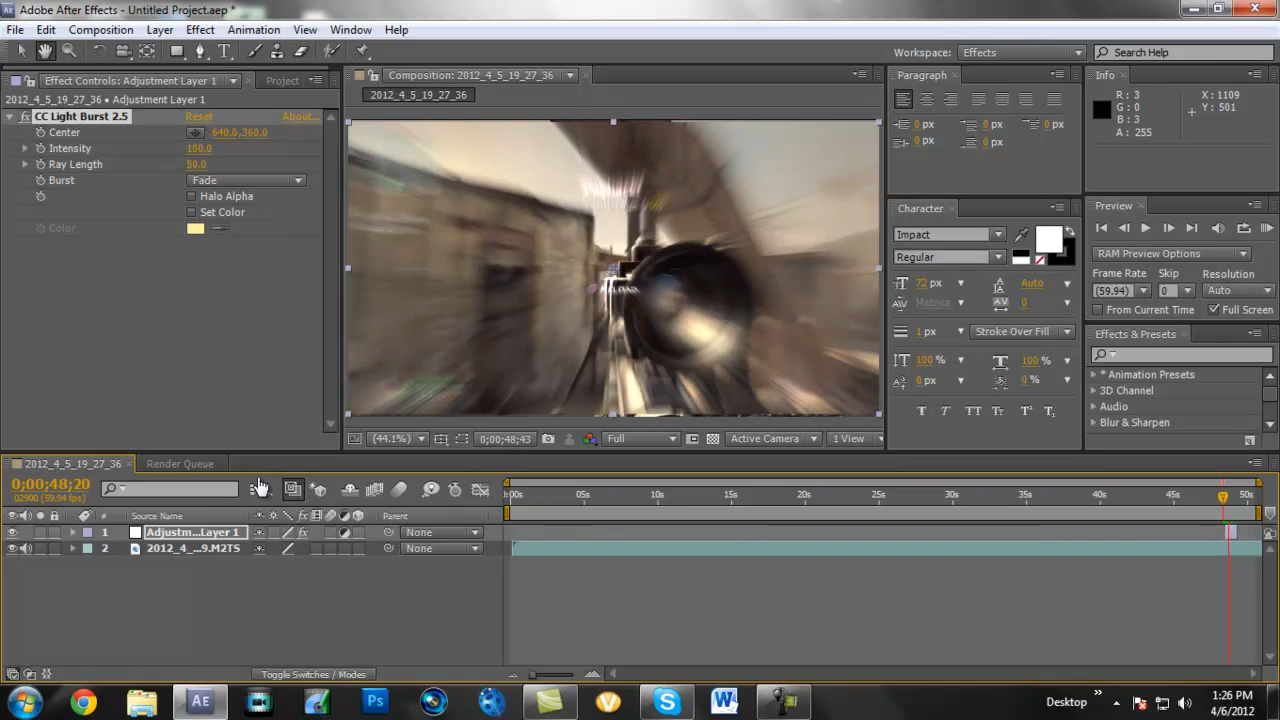 Adobe After Effects - Untitled Project.aep *
File Edit Composition Layer Effect Animation View Window Help
Workspace: Effects Search Help
Effect Controls: Adjustment Layer 1 Project
2012_4_5_19_27_36 • Adjustment Layer 1
fx CC Light Burst 2.5 Reset About...
Center 640.0,360.0
Intensity 100.0
Ray Length 50.0
Burst Fade
Halo Alpha
Set Color
Color
Composition: 2012_4_5_19_27_36
2012_4_5_19_27_36
(44.1%) 0;00;48;43 Full Active Camera 1 View
Paragraph
0 px 0 px 0 px
0 px 0 px
Character
Impact
Regular
72 px Auto
Metrics 0
1 px Stroke Over Fill
100 % 100 %
0 px 0 %
T T TT Tt T¹ T₁
Info
R: 3
G: 0
B: 3
A: 255
X: 1109
Y: 501
Preview
RAM Preview Options
Frame Rate Skip Resolution
(59.94) 0 Auto
From Current Time Full Screen
Effects & Presets
* Animation Presets
3D Channel
Audio
Blur & Sharpen
2012_4_5_19_27_36 Render Queue
0;00;48;20
02900 (59.94 fps)
:00s 05s 10s 15s 20s 25s 30s 35s 40s 45s 50s
# Source Name Parent
1 Adjustm...Layer 1 fx None
2 2012_4_...9.M2TS None
Toggle Switches / Modes
Ae Ps W
Desktop » 1:26 PM
4/6/2012